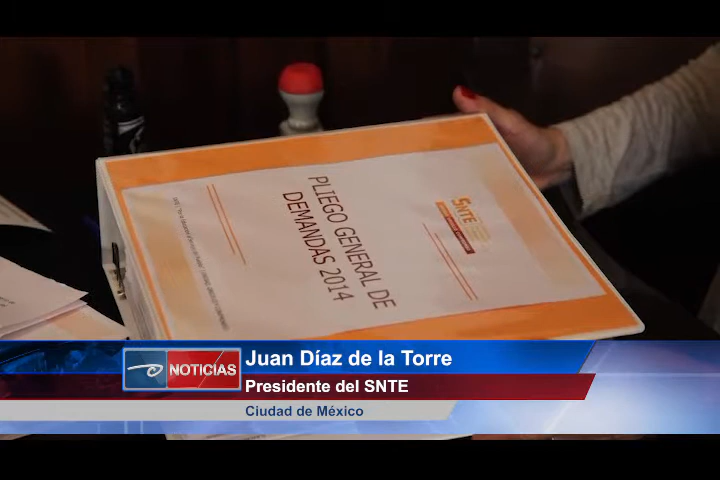 SNTE
PLIEGO GENERAL DE
DEMANDAS 2014
NOTICIAS
Juan Díaz de la Torre
Presidente del SNTE
Ciudad de México